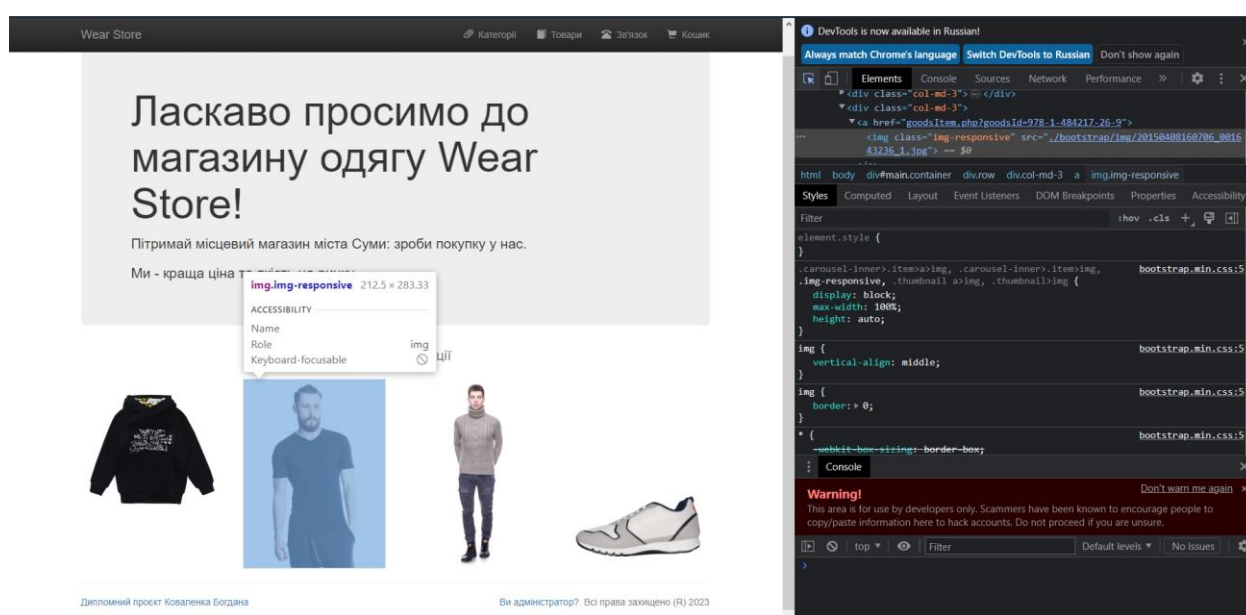 Wear Store
Категорії
Товари
Зв'язок
Кошик
Ласкаво просимо до
магазину одягу Wear
Store!
Пітримай місцевий магазин міста Суми: зроби покупку у нас.
Ми - краща ціна
img.img-responsive 212.5 × 283.33
ACCESSIBILITY
Name
Role img
Keyboard-focusable
ції
Дипломний проєкт Коваленка Богдана
Ви адміністратор?. Всі права захищено (R) 2023
DevTools is now available in Russian!
Always match Chrome's language Switch DevTools to Russian Don't show again
Elements Console Sources Network Performance »
<div class="col-md-3"> … </div>
<div class="col-md-3">
<a href="goodsItem.php?goodsId=978-1-484217-26-9">
<img class="img-responsive" src="./bootstrap/img/20150408160706_0016
43236_1.jpg"> == $0
html body div#main.container div.row div.col-md-3 a img.img-responsive
Styles Computed Layout Event Listeners DOM Breakpoints Properties Accessibility
Filter :hov .cls +
element.style {
}
.carousel-inner>.item>a>img, .carousel-inner>.item>img, bootstrap.min.css:5
.img-responsive, .thumbnail a>img, .thumbnail>img {
display: block;
max-width: 100%;
height: auto;
}
img { bootstrap.min.css:5
vertical-align: middle;
}
img { bootstrap.min.css:5
border: 0;
}
* { bootstrap.min.css:5
-webkit-box-sizing: border-box;
Console
Warning! Don't warn me again
This area is for use by developers only. Scammers have been known to encourage people to
copy/paste information here to hack accounts. Do not proceed if you are unsure.
top Filter Default levels No Issues